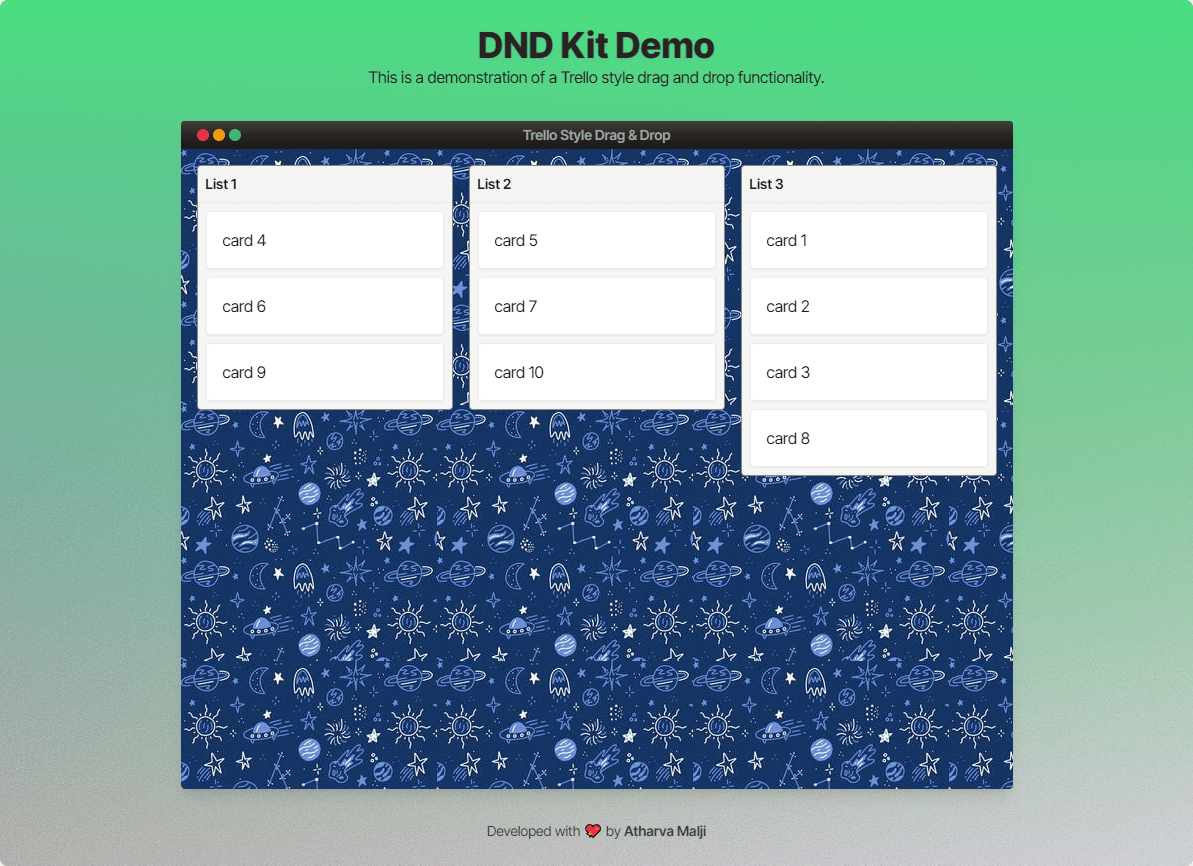 DND Kit Demo
This is a demonstration of a Trello style drag and drop functionality.
Trello Style Drag & Drop
List 1
card 4
card 6
card 9
List 2
card 5
card 7
card 10
List 3
card 1
card 2
card 3
card 8
Developed with ❤️ by Atharva Malji